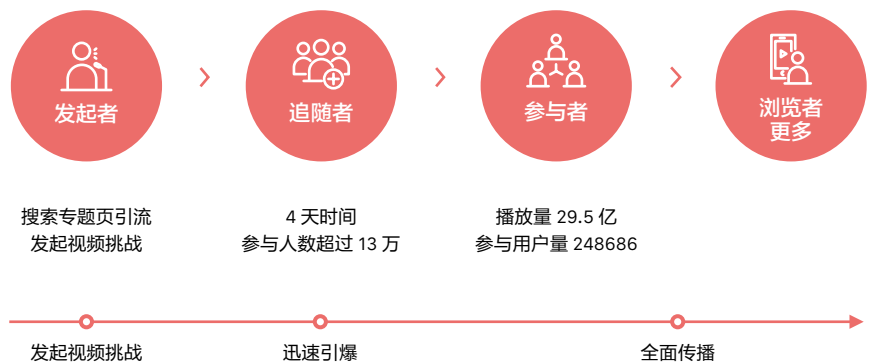 发起者
追随者
参与者
浏览者
更多
搜索专题页引流
发起视频挑战
4 天时间
参与人数超过 13 万
播放量 29.5 亿
参与用户量 248686
发起视频挑战
迅速引爆
全面传播